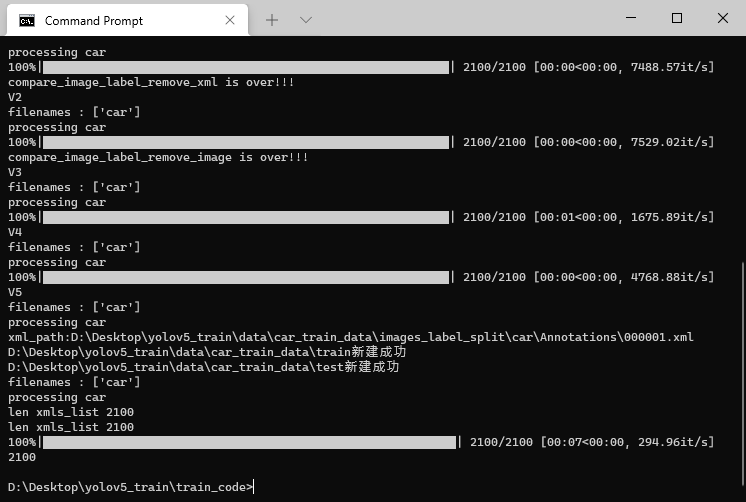 Command Prompt
processing car
100%| | 2100/2100 [00:00<00:00, 7488.57it/s]
compare_image_label_remove_xml is over!!!
V2
filenames : ['car']
processing car
100%| | 2100/2100 [00:00<00:00, 7529.02it/s]
compare_image_label_remove_image is over!!!
V3
filenames : ['car']
processing car
100%| | 2100/2100 [00:01<00:00, 1675.89it/s]
V4
filenames : ['car']
processing car
100%| | 2100/2100 [00:00<00:00, 4768.88it/s]
V5
filenames : ['car']
processing car
xml_path:D:\Desktop\yolov5_train\data\car_train_data\images_label_split\car\Annotations\000001.xml
D:\Desktop\yolov5_train\data\car_train_data\train新建成功
D:\Desktop\yolov5_train\data\car_train_data\test新建成功
filenames : ['car']
processing car
len xmls_list 2100
len xmls_list 2100
100%| | 2100/2100 [00:07<00:00, 294.96it/s]
2100
D:\Desktop\yolov5_train\train_code>